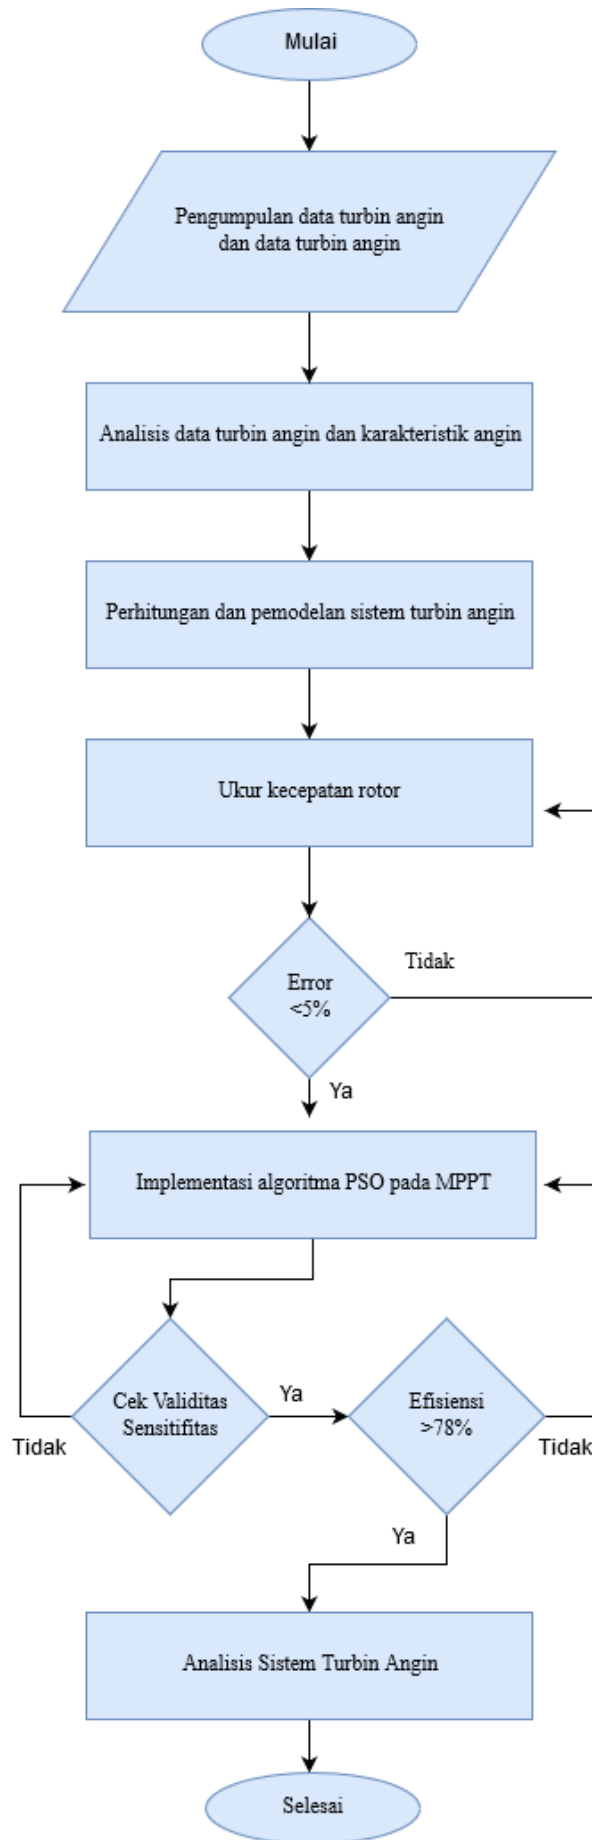 Mulai
Pengumpulan data turbin angin
dan data turbin angin
Analisis data turbin angin dan karakteristik angin
Perhitungan dan pemodelan sistem turbin angin
Ukur kecepatan rotor
Error
<5%
Tidak
Ya
Implementasi algoritma PSO pada MPPT
Cek Validitas
Sensitifitas
Ya
Efisiensi
>78%
Tidak
Tidak
Ya
Analisis Sistem Turbin Angin
Selesai